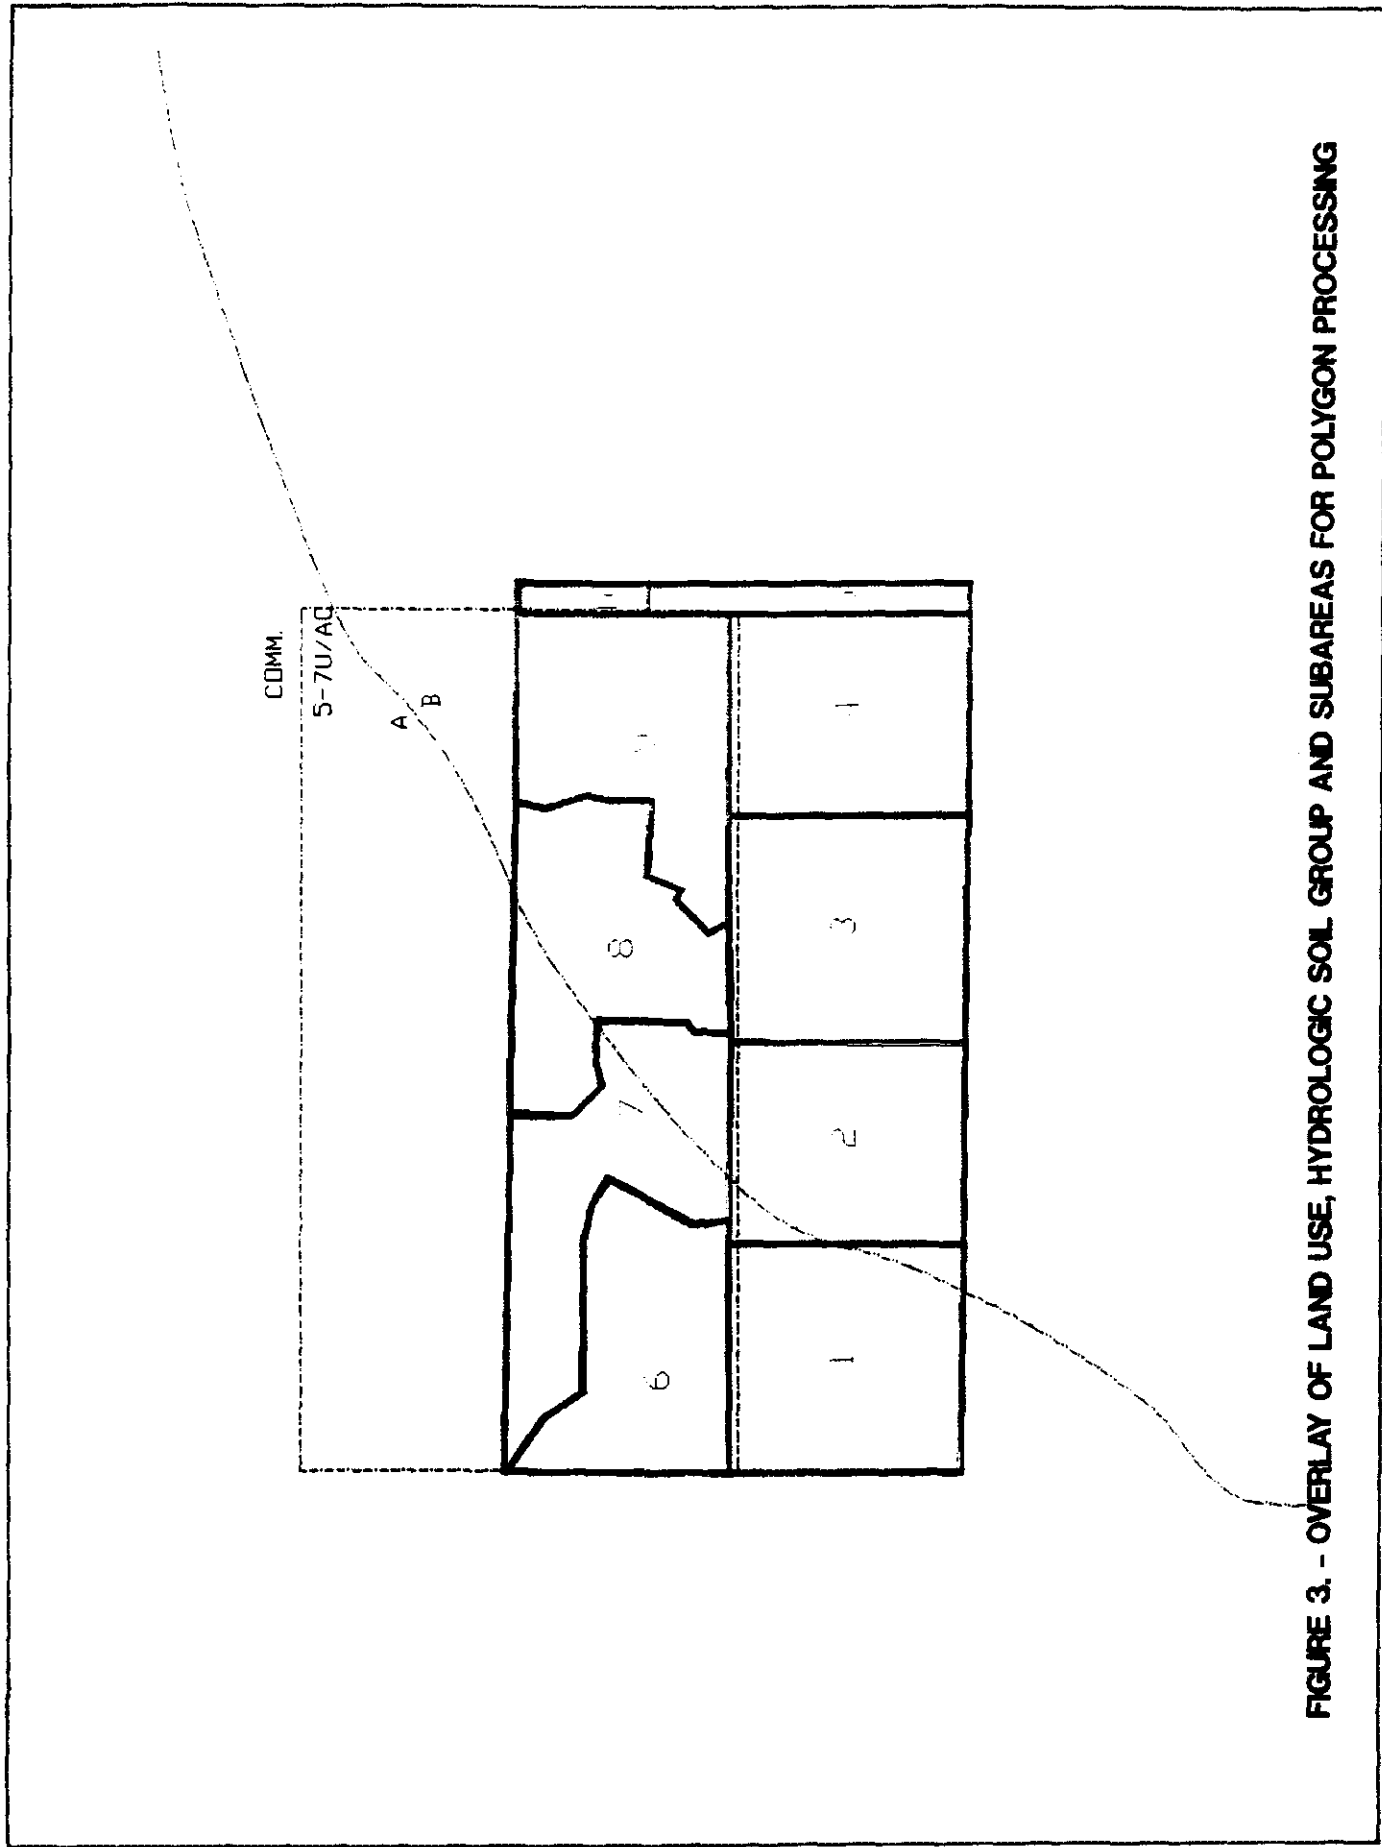 COMM.
5-7U/AC
A
B
8
7
6
3
2
1
FIGURE 3. - OVERLAY OF LAND USE, HYDROLOGIC SOIL GROUP AND SUBAREAS FOR POLYGON PROCESSING